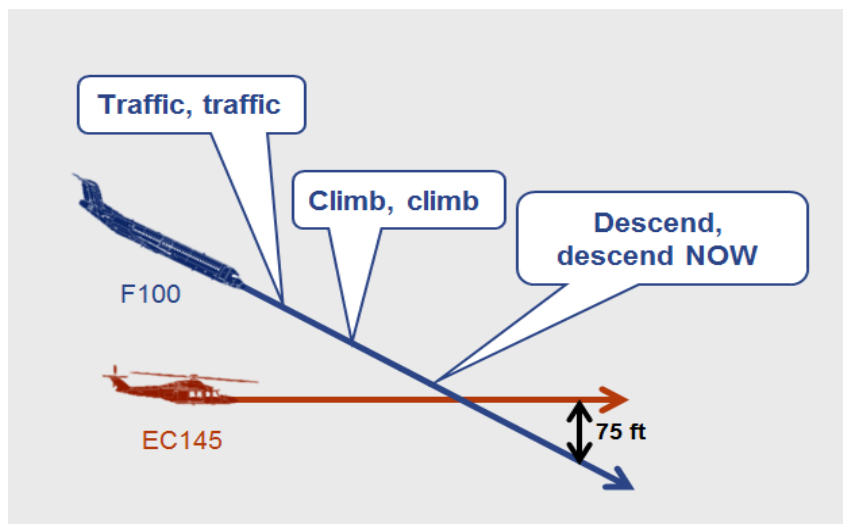 Traffic, traffic
Climb, climb
Descend,
descend NOW
F100
EC145
75 ft